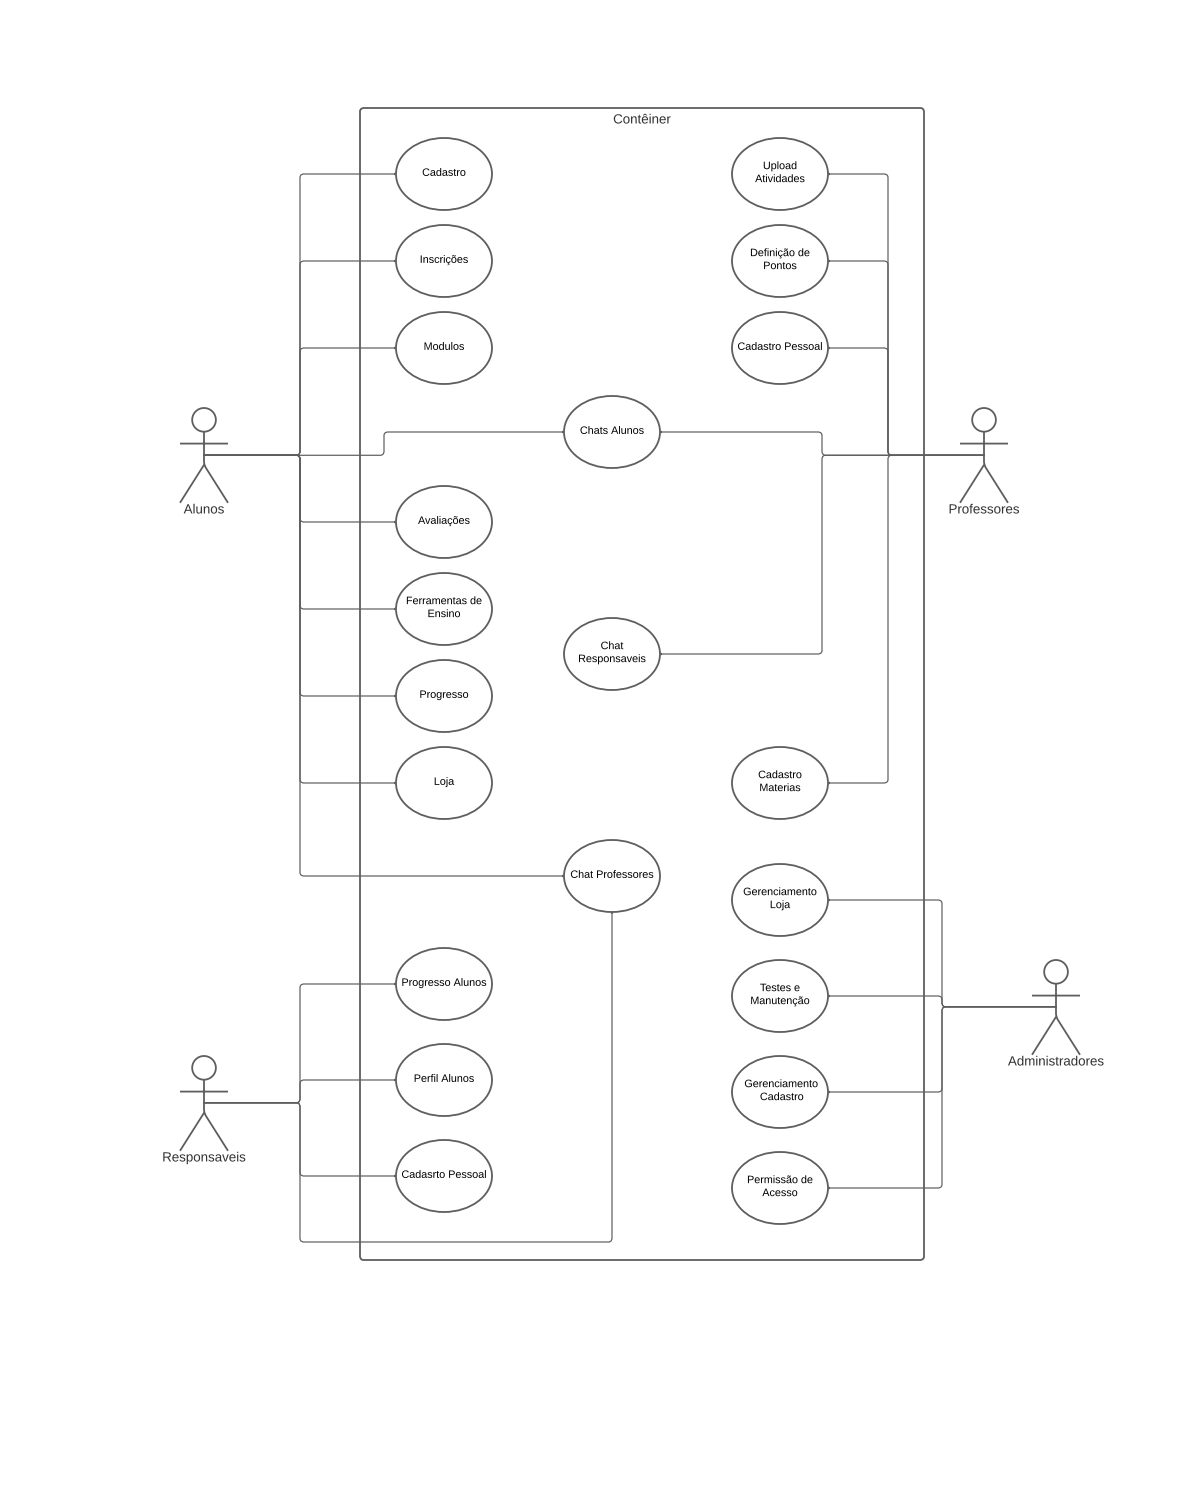 Contêiner
Cadastro
Upload
Atividades
Inscrições
Definição de
Pontos
Modulos
Cadastro Pessoal
Chats Alunos
Alunos
Professores
Avaliações
Ferramentas de
Ensino
Chat
Responsaveis
Progresso
Loja
Cadastro
Materias
Chat Professores
Gerenciamento
Loja
Progresso Alunos
Testes e
Manutenção
Administradores
Perfil Alunos
Gerenciamento
Cadastro
Responsaveis
Cadasrto Pessoal
Permissão de
Acesso